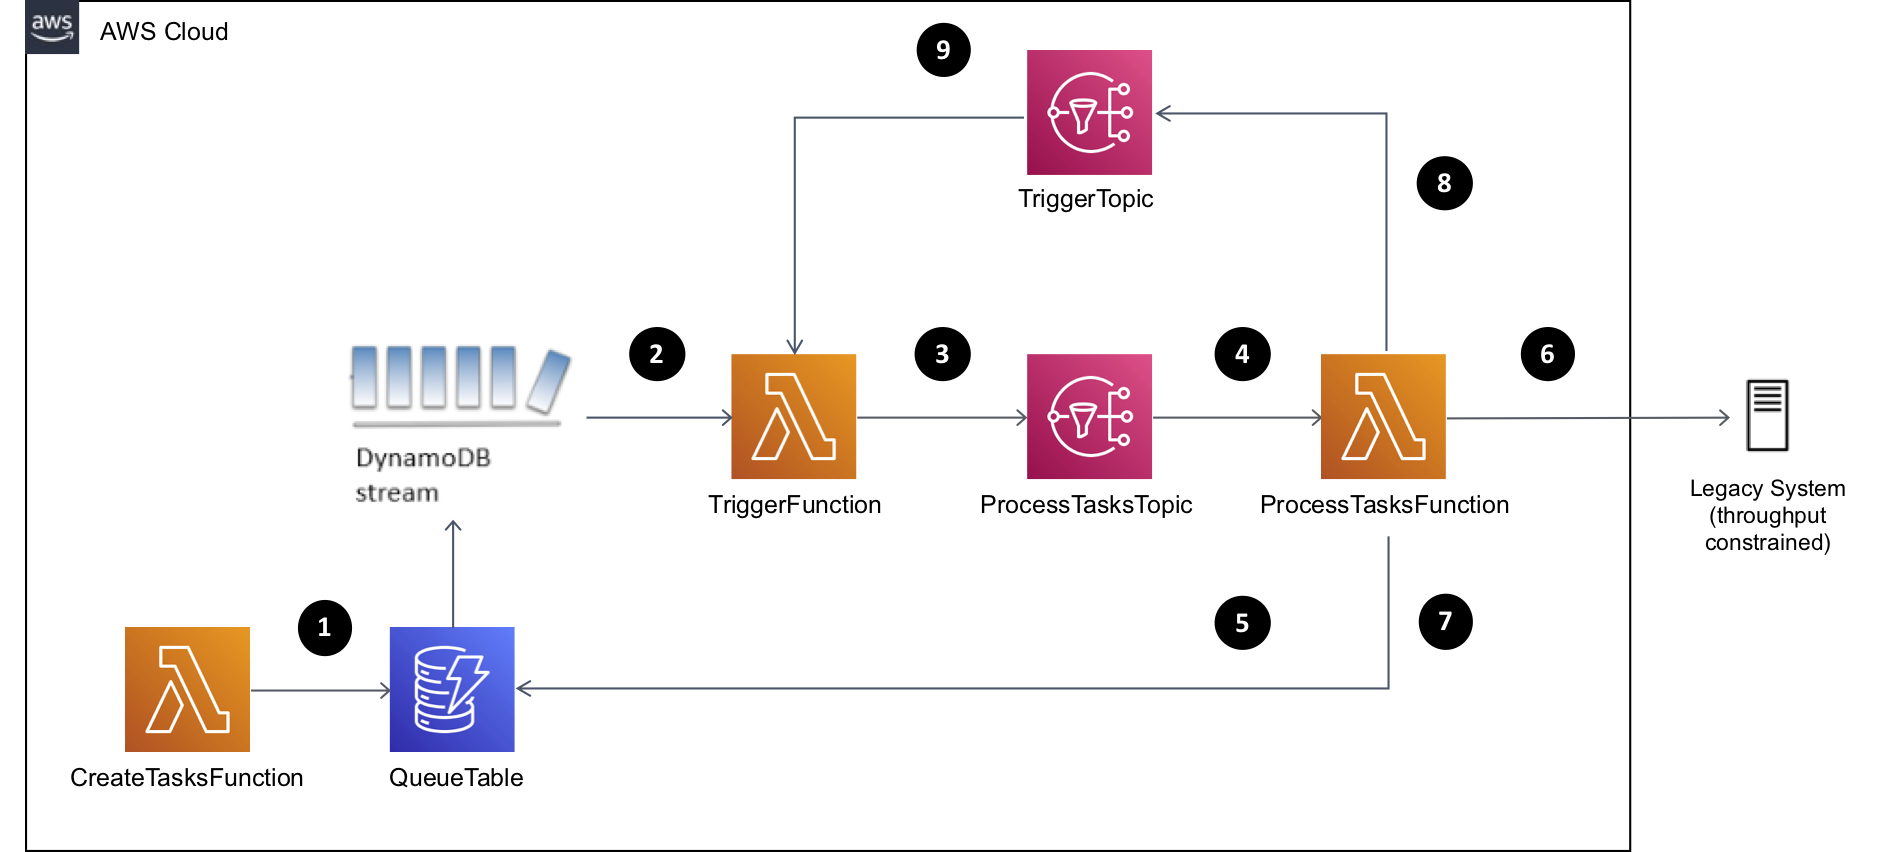 aws
AWS Cloud
9
TriggerTopic
8
2
3
4
6
DynamoDB
stream
TriggerFunction
ProcessTasksTopic
ProcessTasksFunction
Legacy System
(throughput
constrained)
1
5
7
CreateTasksFunction
QueueTable